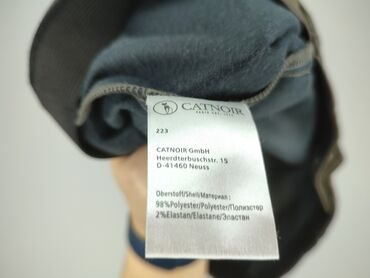 CATNOIR
223
CATNOIR GmbH
Heerdterbuschstr. 15
D-41460 Neuss
Oberstoff/Shell/Материал :
98%Polyester/Polyester/Полиэстер
2%Elastan/Elastane/Эластан